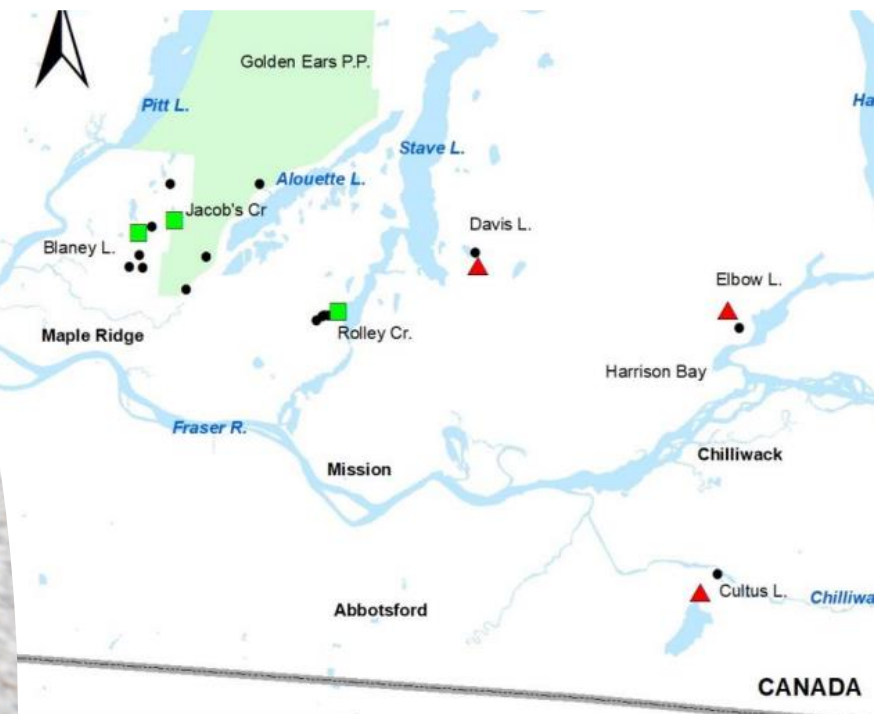 Golden Ears P.P.
Pitt L.
Ha
Stave L.
Alouette L.
Jacob's Cr
Davis L.
Blaney L.
Elbow L.
Maple Ridge
Rolley Cr.
Harrison Bay
Fraser R.
Chilliwack
Mission
Cultus L.
Chilliwa
Abbotsford
CANADA